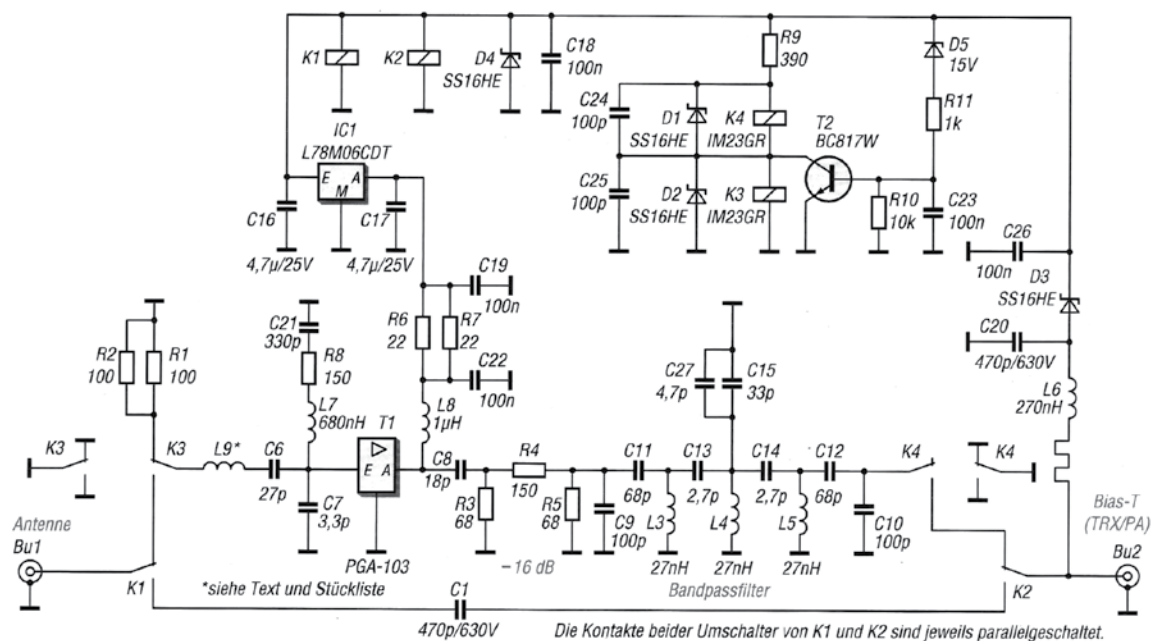 K1
K2
D4
SS16HE
C18
100n
R9
390
D5
15V
C24
100p
D1
SS16HE
K4
IM23GR
T2
BC817W
R11
1k
IC1
L78M06CDT
E A
M
C16
4,7µ/25V
C17
4,7µ/25V
C25
100p
D2
SS16HE
K3
IM23GR
R10
10k
C23
100n
C26
100n
D3
SS16HE
C19
100n
C21
330p
R6
22
R7
22
C20
470p/630V
R2
100
R1
100
R8
150
C22
100n
C27
4,7p
C15
33p
L6
270nH
L7
680nH
L8
1µH
T1
K3
K3
L9*
C6
27p
E A
C8
18p
R4
150
C11
68p
C13
2,7p
C14
2,7p
C12
68p
K4
K4
C7
3,3p
R3
68
R5
68
C9
100p
L3
27nH
L4
27nH
L5
27nH
C10
100p
Bias-T
(TRX/PA)
Bu2
Antenne
Bu1
PGA-103
K1
*siehe Text und Stückliste
–16 dB
Bandpassfilter
K2
C1
470p/630V
Die Kontakte beider Umschalter von K1 und K2 sind jeweils parallelgeschaltet.